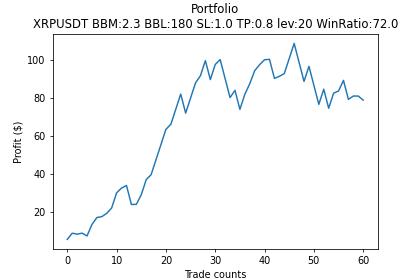 Portfolio
XRPUSDT BBM:2.3 BBL:180 SL:1.0 TP:0.8 lev:20 WinRatio:72.0
100
80
60
40
20
Profit ($)
0 10 20 30 40 50 60
Trade counts